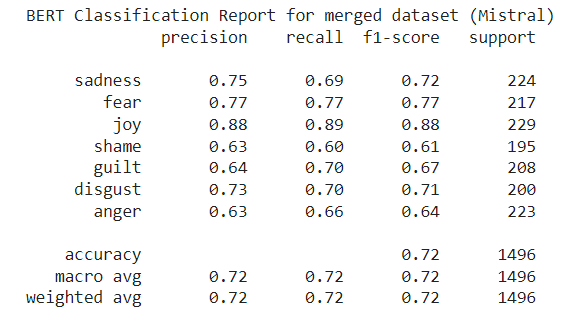 BERT Classification Report for merged dataset (Mistral)
precision recall f1-score support
sadness 0.75 0.69 0.72 224
fear 0.77 0.77 0.77 217
joy 0.88 0.89 0.88 229
shame 0.63 0.60 0.61 195
guilt 0.64 0.70 0.67 208
disgust 0.73 0.70 0.71 200
anger 0.63 0.66 0.64 223
accuracy 0.72 1496
macro avg 0.72 0.72 0.72 1496
weighted avg 0.72 0.72 0.72 1496